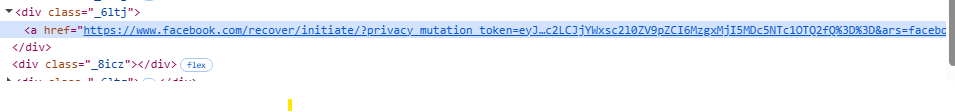 <div class="_6ltj">
<a href="https://www.facebook.com/recover/initiate/?privacy_mutation_token=eyJ…c2LCJjYWxsc2l0ZV9pZCI6MzgxMjI5MDc5NTc1OTQ2fQ%3D%3D&ars=facebo
</div>
<div class="_8icz"></div> flex